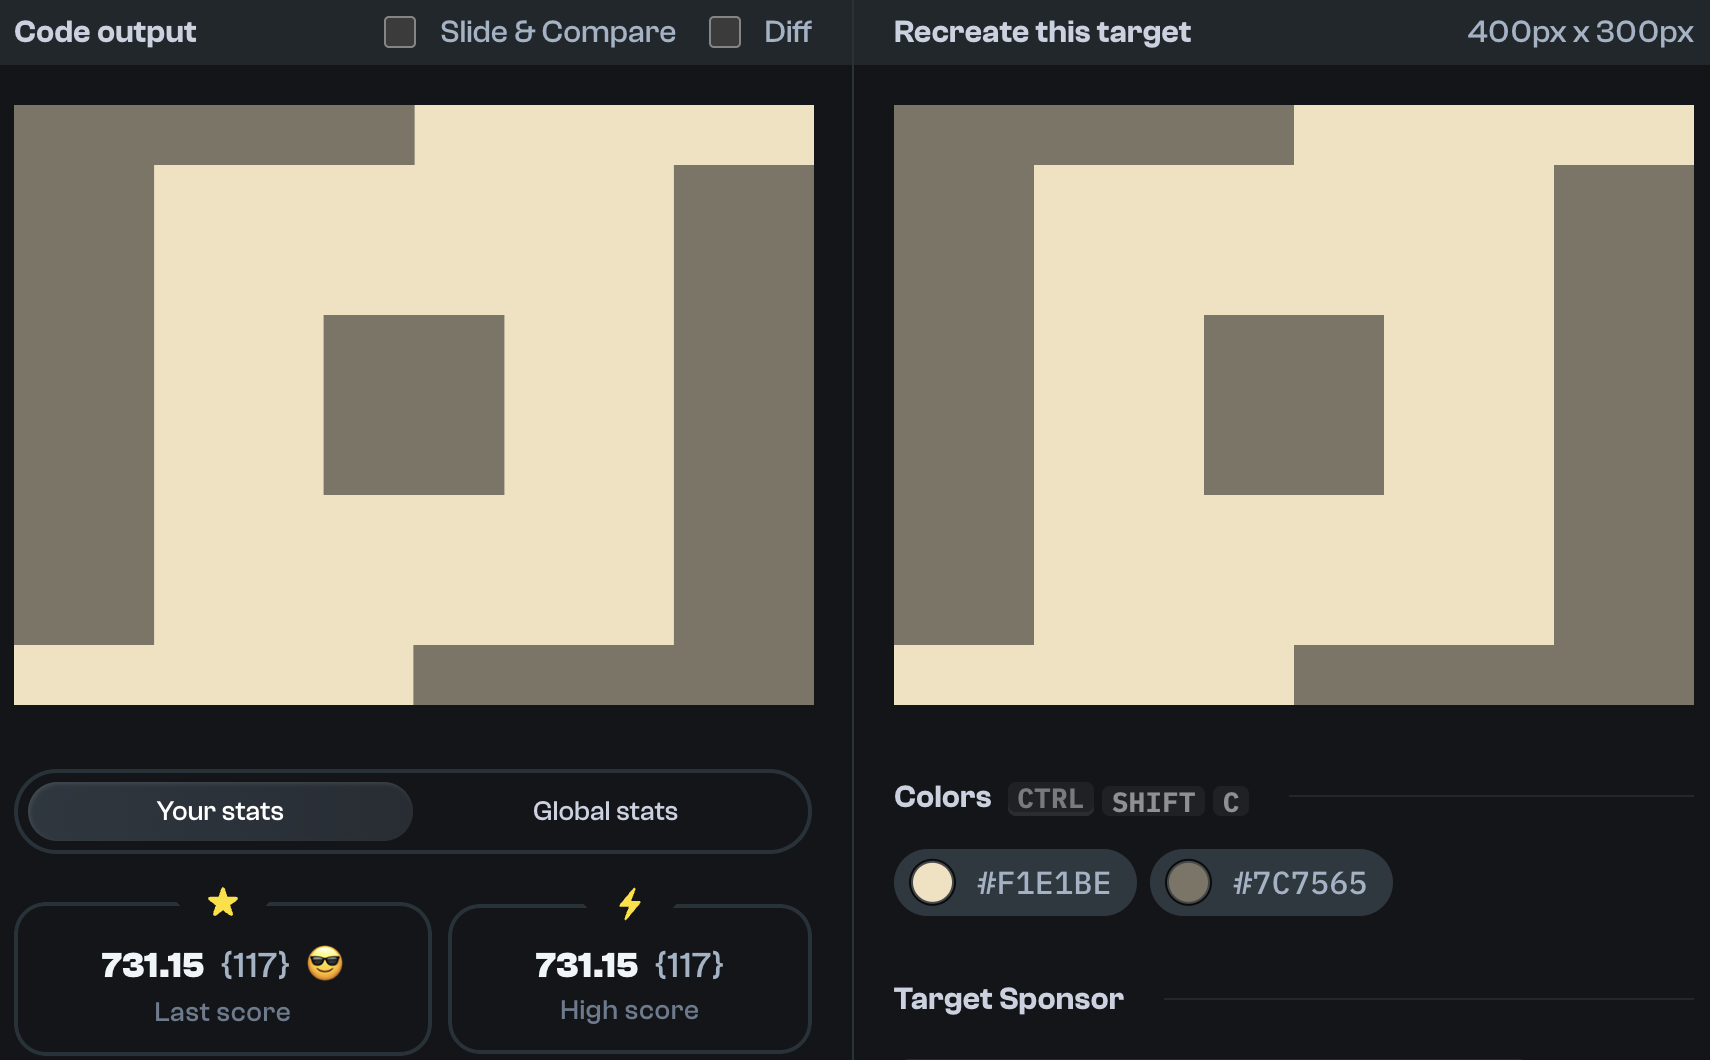 Code output
Slide & Compare
Diff
Recreate this target
400px x 300px
Your stats
Global stats
731.15 {117}
Last score
731.15 {117}
High score
Colors CTRL SHIFT C
#F1E1BE
#7C7565
Target Sponsor